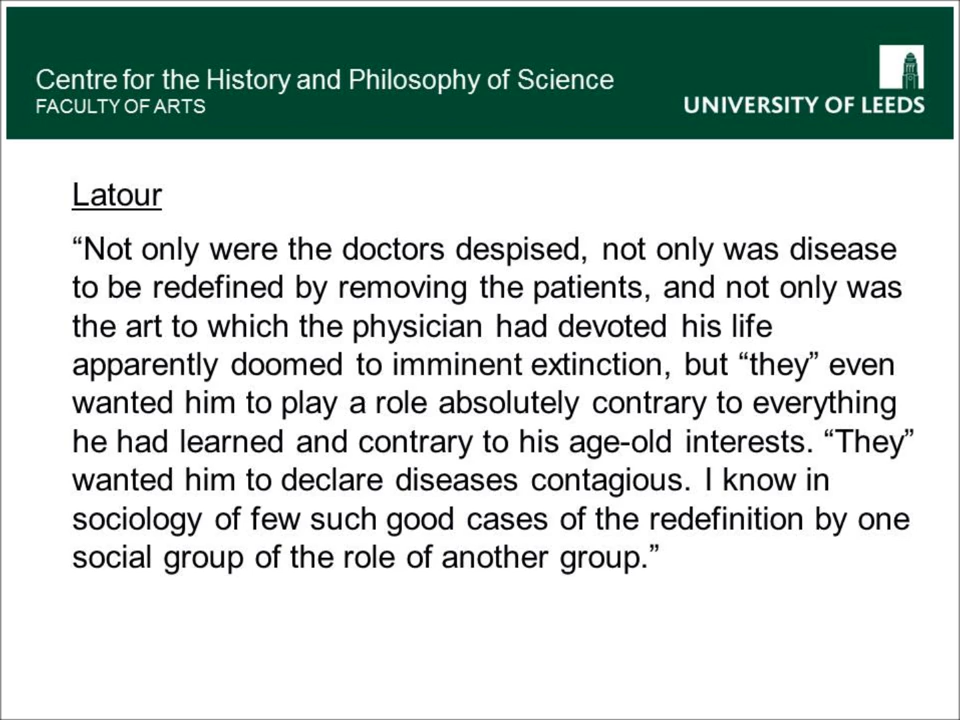 Centre for the History and Philosophy of Science
FACULTY OF ARTS
UNIVERSITY OF LEEDS
Latour
“Not only were the doctors despised, not only was disease
to be redefined by removing the patients, and not only was
the art to which the physician had devoted his life
apparently doomed to imminent extinction, but “they” even
wanted him to play a role absolutely contrary to everything
he had learned and contrary to his age-old interests. “They”
wanted him to declare diseases contagious. I know in
sociology of few such good cases of the redefinition by one
social group of the role of another group.”